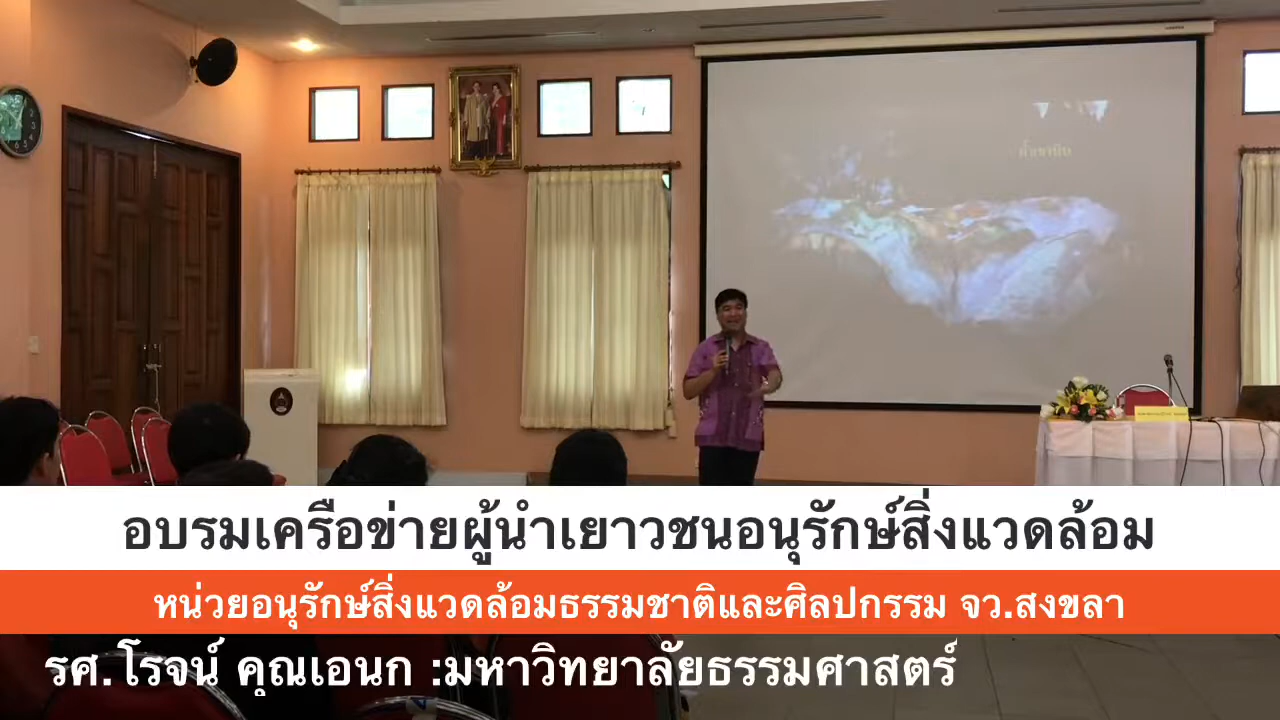 อบรมเครือข่ายผู้นำเยาวชนอนุรักษ์สิ่งแวดล้อม
หน่วยอนุรักษ์สิ่งแวดล้อมธรรมชาติและศิลปกรรม จว.สงขลา
รศ.โรจน์ คุณเอนก :มหาวิทยาลัยธรรมศาสตร์